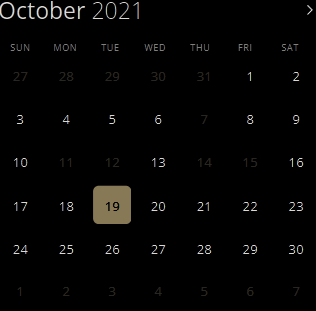 October 2021 >
SUN MON TUE WED THU FRI SAT
27 28 29 30 31 1 2
3 4 5 6 7 8 9
10 11 12 13 14 15 16
17 18 19 20 21 22 23
24 25 26 27 28 29 30
1 2 3 4 5 6 7